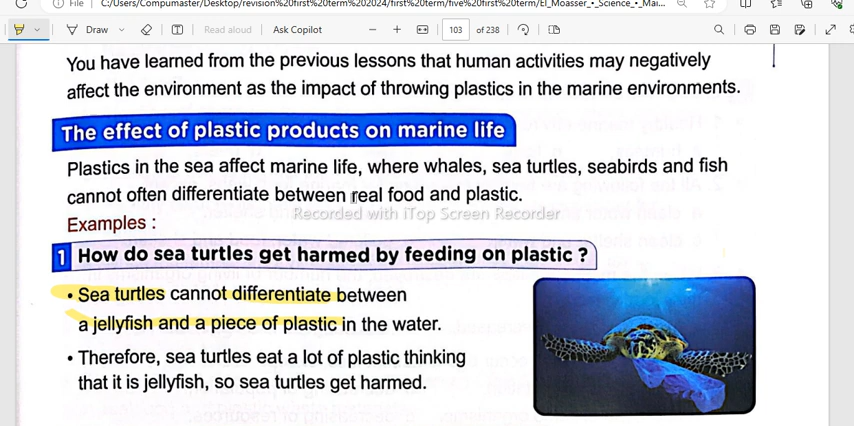 File C:/Users/Compumaster/Desktop/revision%20first%20term%202024/first%20term/five%20first%20term/El_Moasser_•_Science_•_Mai...
Draw Read aloud Ask Copilot 103 of 238
You have learned from the previous lessons that human activities may negatively
affect the environment as the impact of throwing plastics in the marine environments.
The effect of plastic products on marine life
Plastics in the sea affect marine life, where whales, sea turtles, seabirds and fish
cannot often differentiate between real food and plastic.
Recorded with iTop Screen Recorder
Examples :
1 How do sea turtles get harmed by feeding on plastic ?
• Sea turtles cannot differentiate between
a jellyfish and a piece of plastic in the water.
• Therefore, sea turtles eat a lot of plastic thinking
that it is jellyfish, so sea turtles get harmed.